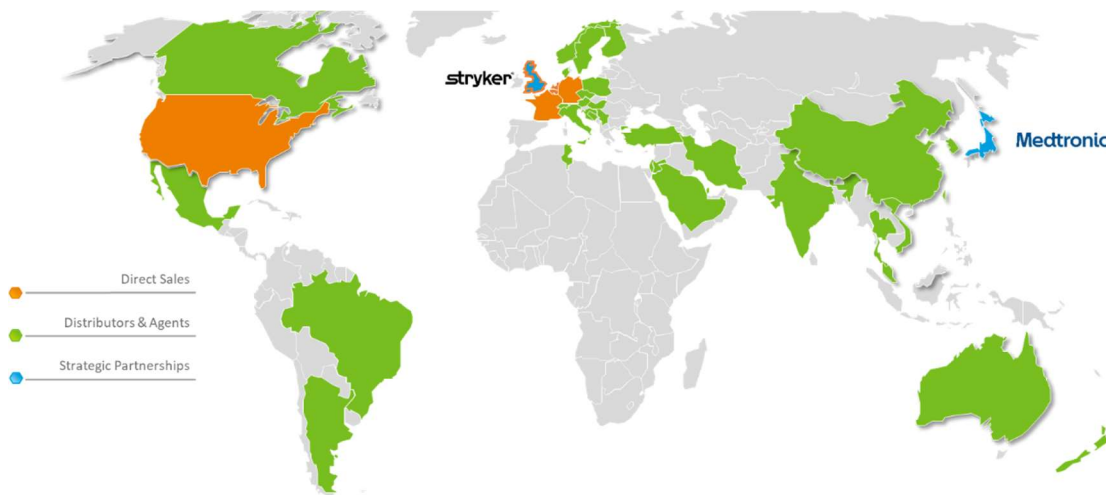 stryker
Medtronic
Direct Sales
Distributors & Agents
Strategic Partnerships